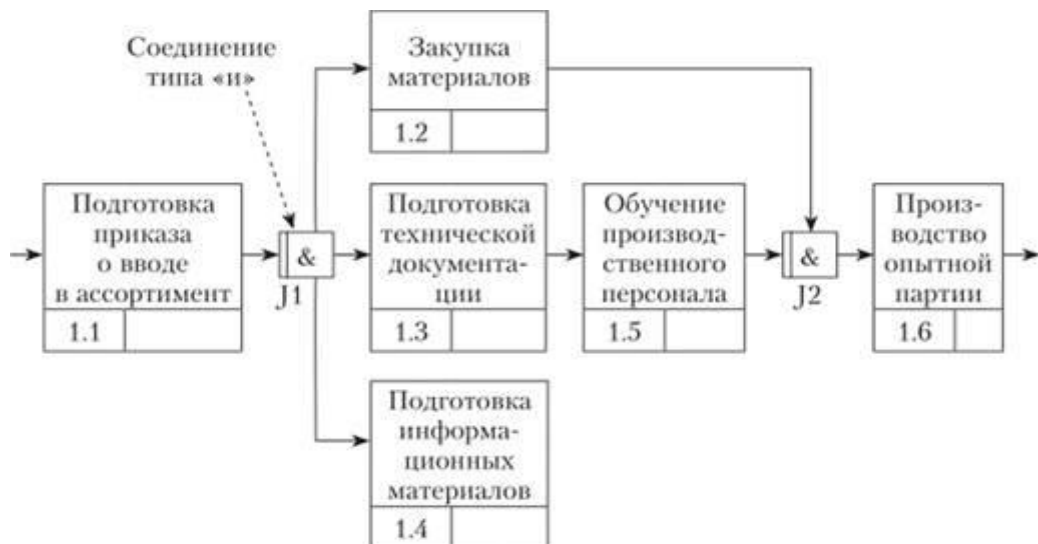 Соединение
типа «и»
Закупка
материалов
1.2
Подготовка
приказа
о вводе
в ассортимент
1.1
&
J1
Подготовка
технической
документа-
ции
1.3
Обучение
производ-
ственного
персонала
1.5
&
J2
Произ-
водство
опытной
партии
1.6
Подготовка
информа-
ционных
материалов
1.4